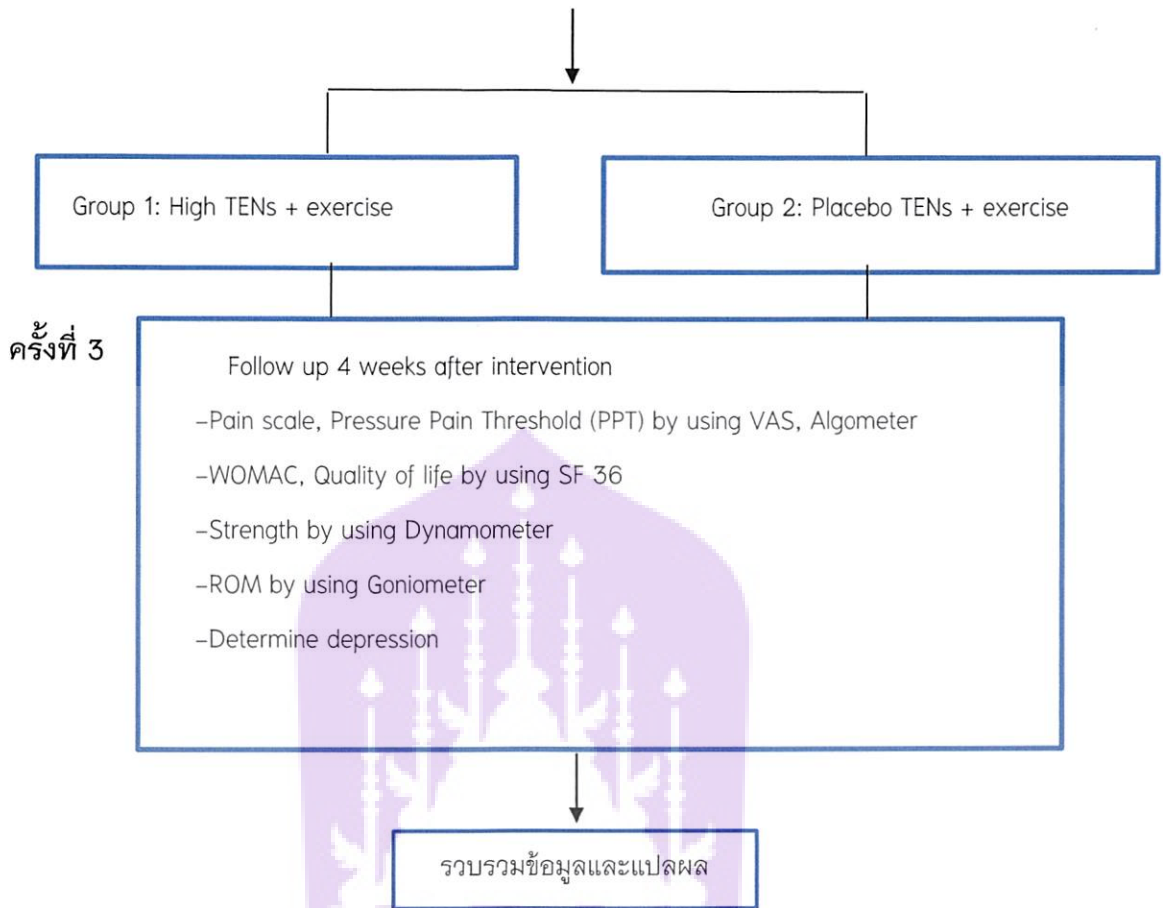 Group 1: High TENs + exercise
Group 2: Placebo TENs + exercise
ครั้งที่ 3
Follow up 4 weeks after intervention
-Pain scale, Pressure Pain Threshold (PPT) by using VAS, Algometer
-WOMAC, Quality of life by using SF 36
-Strength by using Dynamometer
-ROM by using Goniometer
-Determine depression
รวบรวมข้อมูลและแปลผล